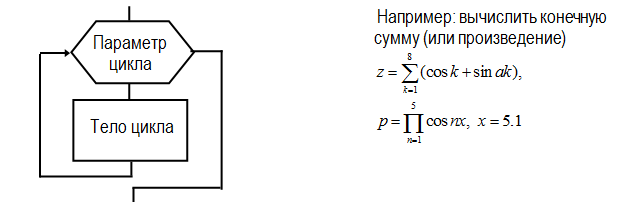 Параметр
цикла
Тело цикла
Например: вычислить конечную
сумму (или произведение)
z = ∑_{k=1}^{8} (cos k + sin ak),
p = ∏_{n=1}^{5} cos nx, x = 5.1